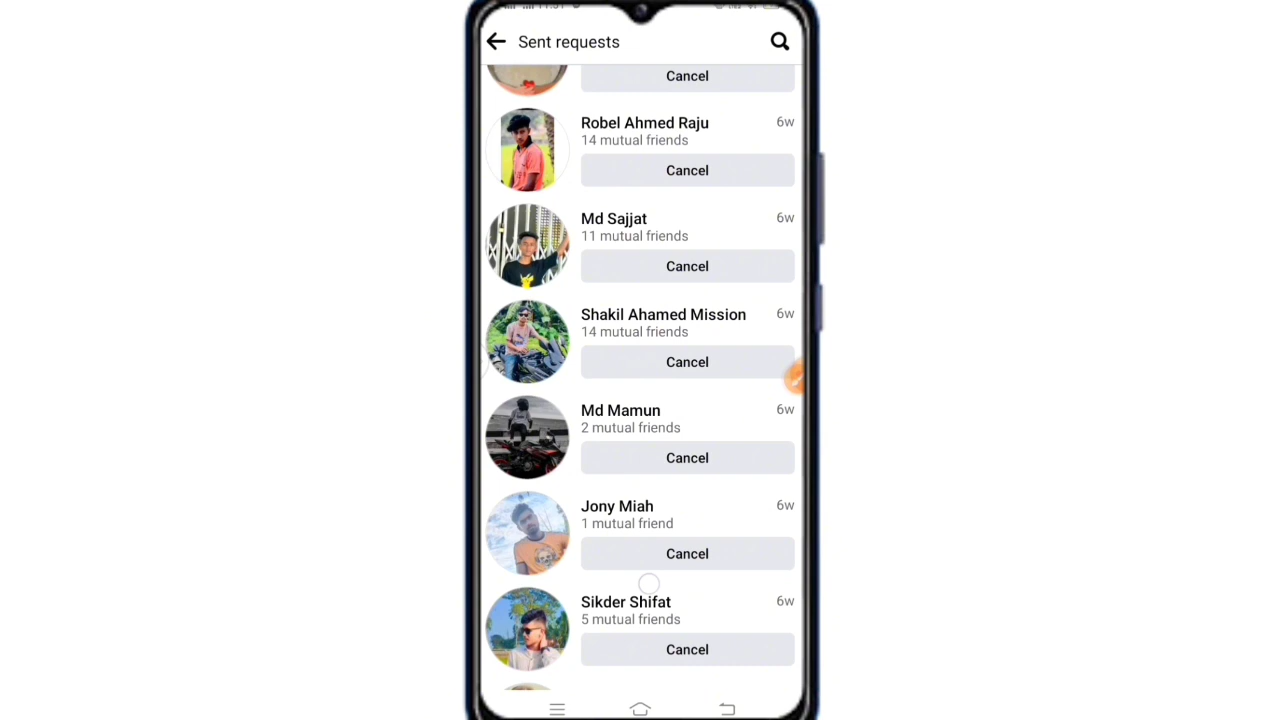 Sent requests
Cancel
Robel Ahmed Raju 6w
14 mutual friends
Cancel
Md Sajjat 6w
11 mutual friends
Cancel
Shakil Ahamed Mission 6w
14 mutual friends
Cancel
Md Mamun 6w
2 mutual friends
Cancel
Jony Miah 6w
1 mutual friend
Cancel
Sikder Shifat 6w
5 mutual friends
Cancel